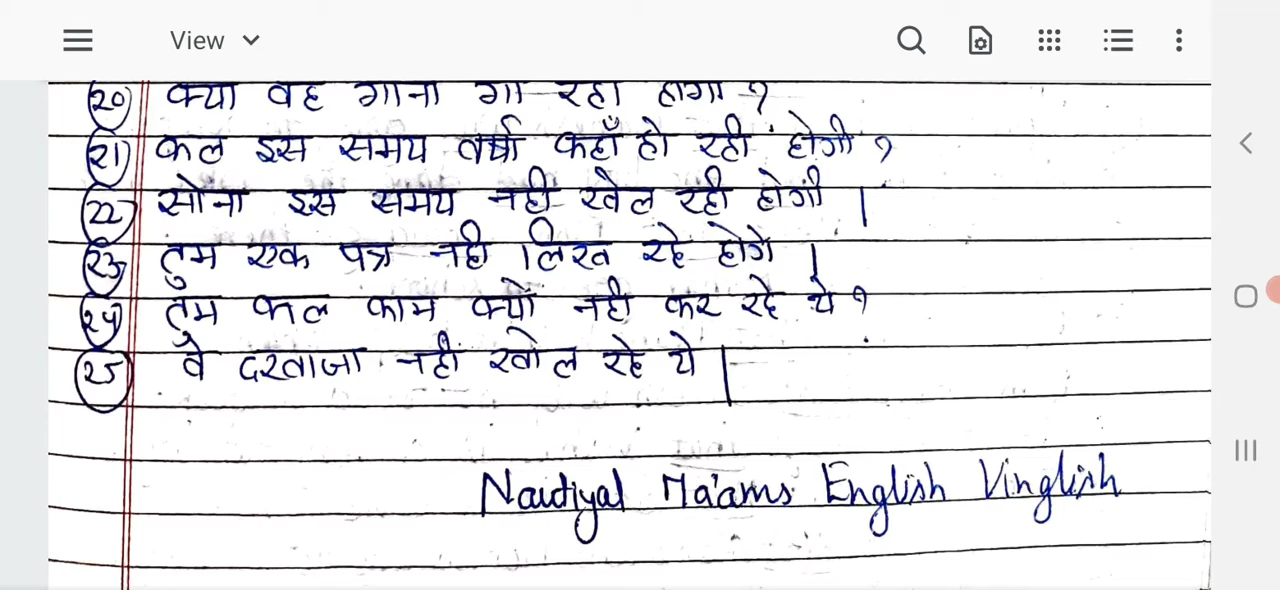 View
20 क्या वह गाना गा रहा होगा ?
21 कल इस समय वर्षा कहाँ हो रही होगी ?
22 सोना इस समय नही खेल रही होगी |
23 तुम एक पत्र नही लिख रहे होगे |
24 तुम कल काम क्यों नही कर रहे थे ?
25 वे दरवाजा नही खोल रहे थे |
Naudiyal Ma'ams English Vinglish